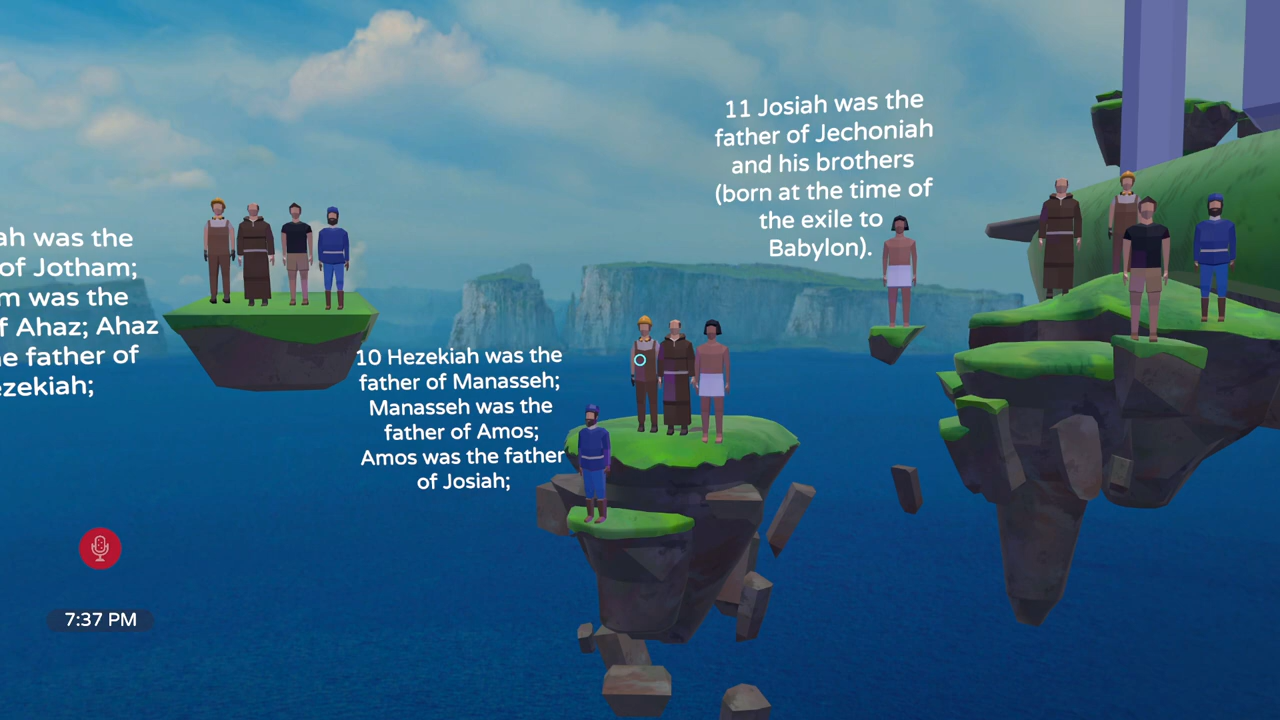 ah was the
of Jotham;
m was the
f Ahaz; Ahaz
e father of
ezekiah;
10 Hezekiah was the
father of Manasseh;
Manasseh was the
father of Amos;
Amos was the father
of Josiah;
11 Josiah was the
father of Jechoniah
and his brothers
(born at the time of
the exile to
Babylon).
7:37 PM